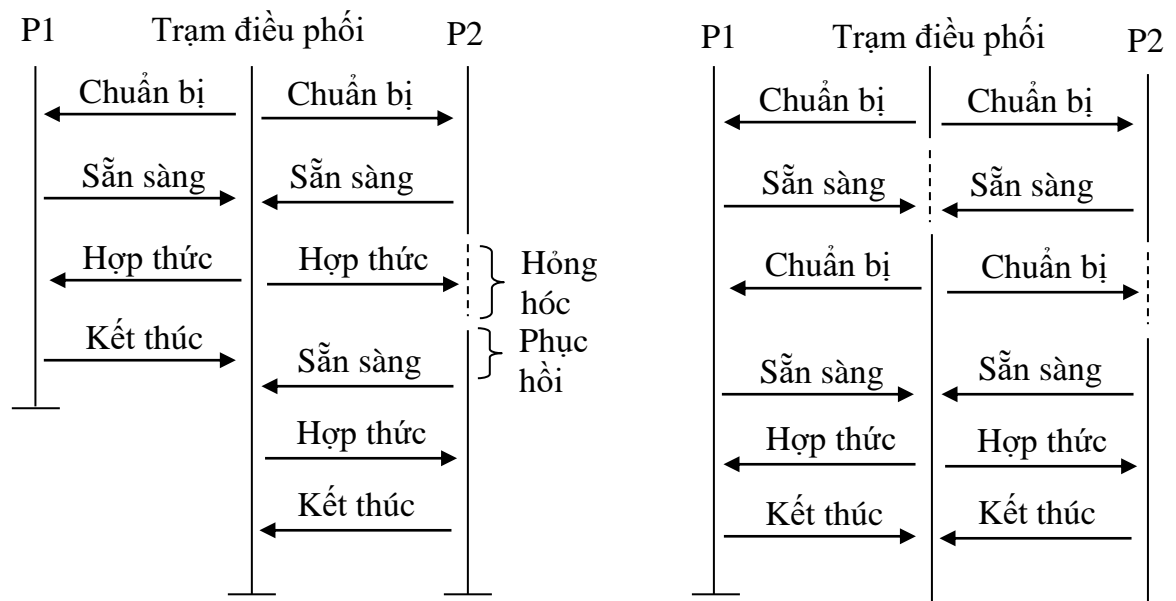 P1 Trạm điều phối P2
Chuẩn bị Chuẩn bị
Sẵn sàng Sẵn sàng
Hợp thức Hợp thức
Hỏng
hóc
Kết thúc
Sẵn sàng
Phục
hồi
Hợp thức
Kết thúc
P1 Trạm điều phối P2
Chuẩn bị Chuẩn bị
Sẵn sàng Sẵn sàng
Chuẩn bị Chuẩn bị
Sẵn sàng Sẵn sàng
Hợp thức Hợp thức
Kết thúc Kết thúc